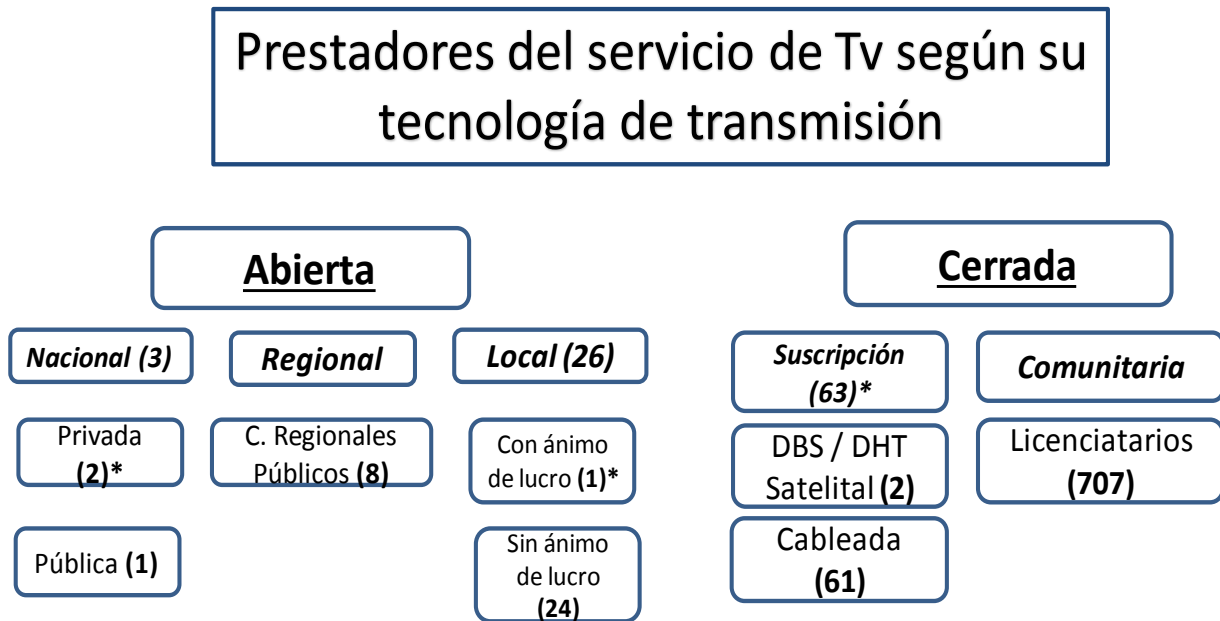 Prestadores del servicio de Tv según su
tecnología de transmisión
Abierta
Cerrada
Nacional (3)
Regional
Local (26)
Suscripción
(63)*
Comunitaria
Privada
(2)*
C. Regionales
Públicos (8)
Con ánimo
de lucro (1)*
DBS / DHT
Satelital (2)
Licenciatarios
(707)
Pública (1)
Sin ánimo
de lucro
(24)
Cableada
(61)